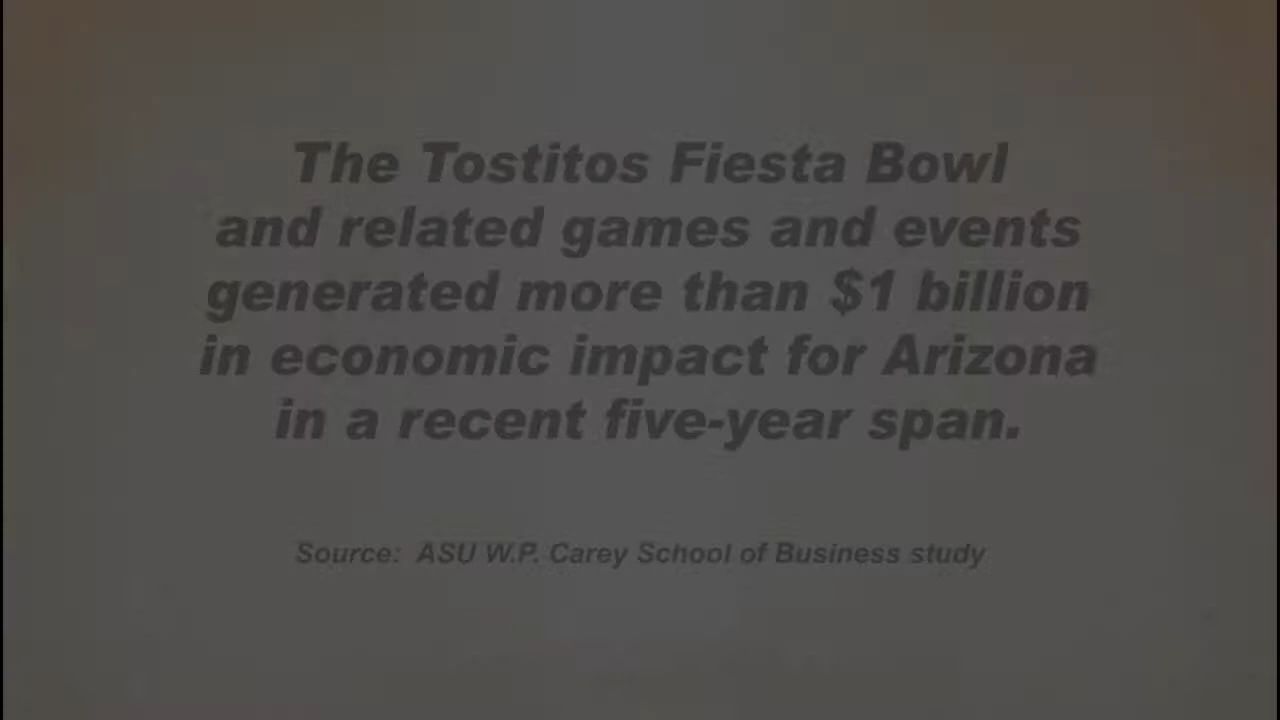 The Tostitos Fiesta Bowl
and related games and events
generated more than $1 billion
in economic impact for Arizona
in a recent five-year span.
Source: ASU W.P. Carey School of Business study